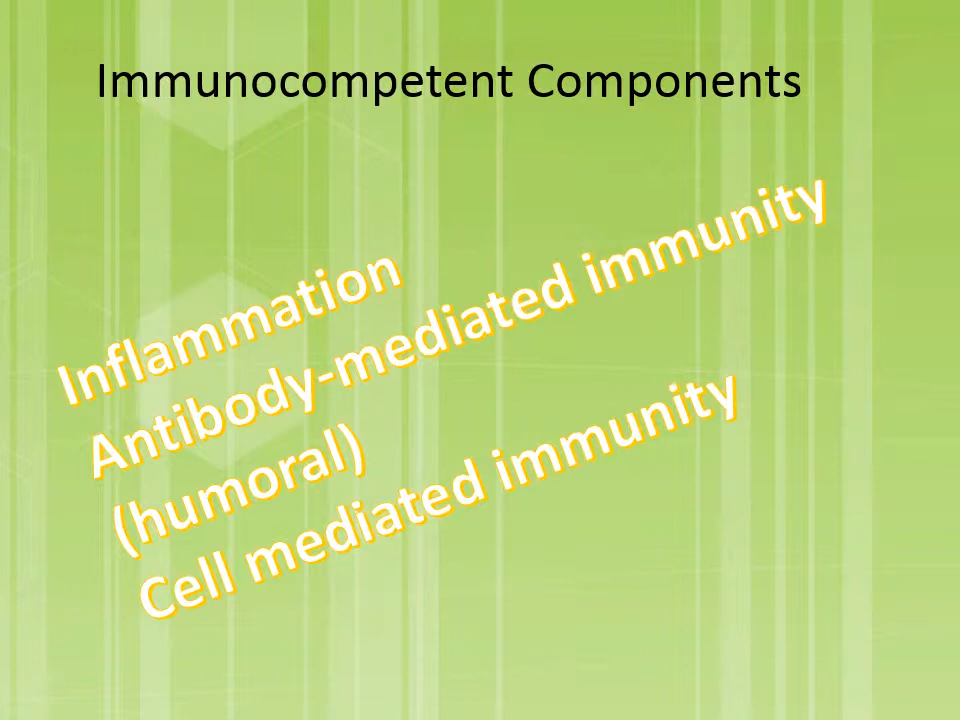 Immunocompetent Components
Inflammation
Antibody-mediated immunity
(humoral)
Cell mediated immunity